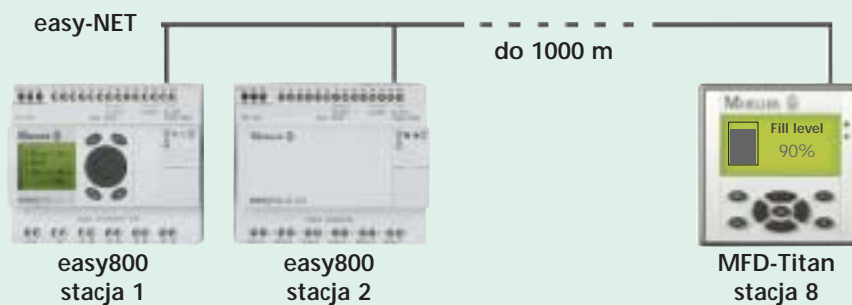 easy-NET
do 1000 m
Fill level
90%
easy800
stacja 1
easy800
stacja 2
MFD-Titan
stacja 8